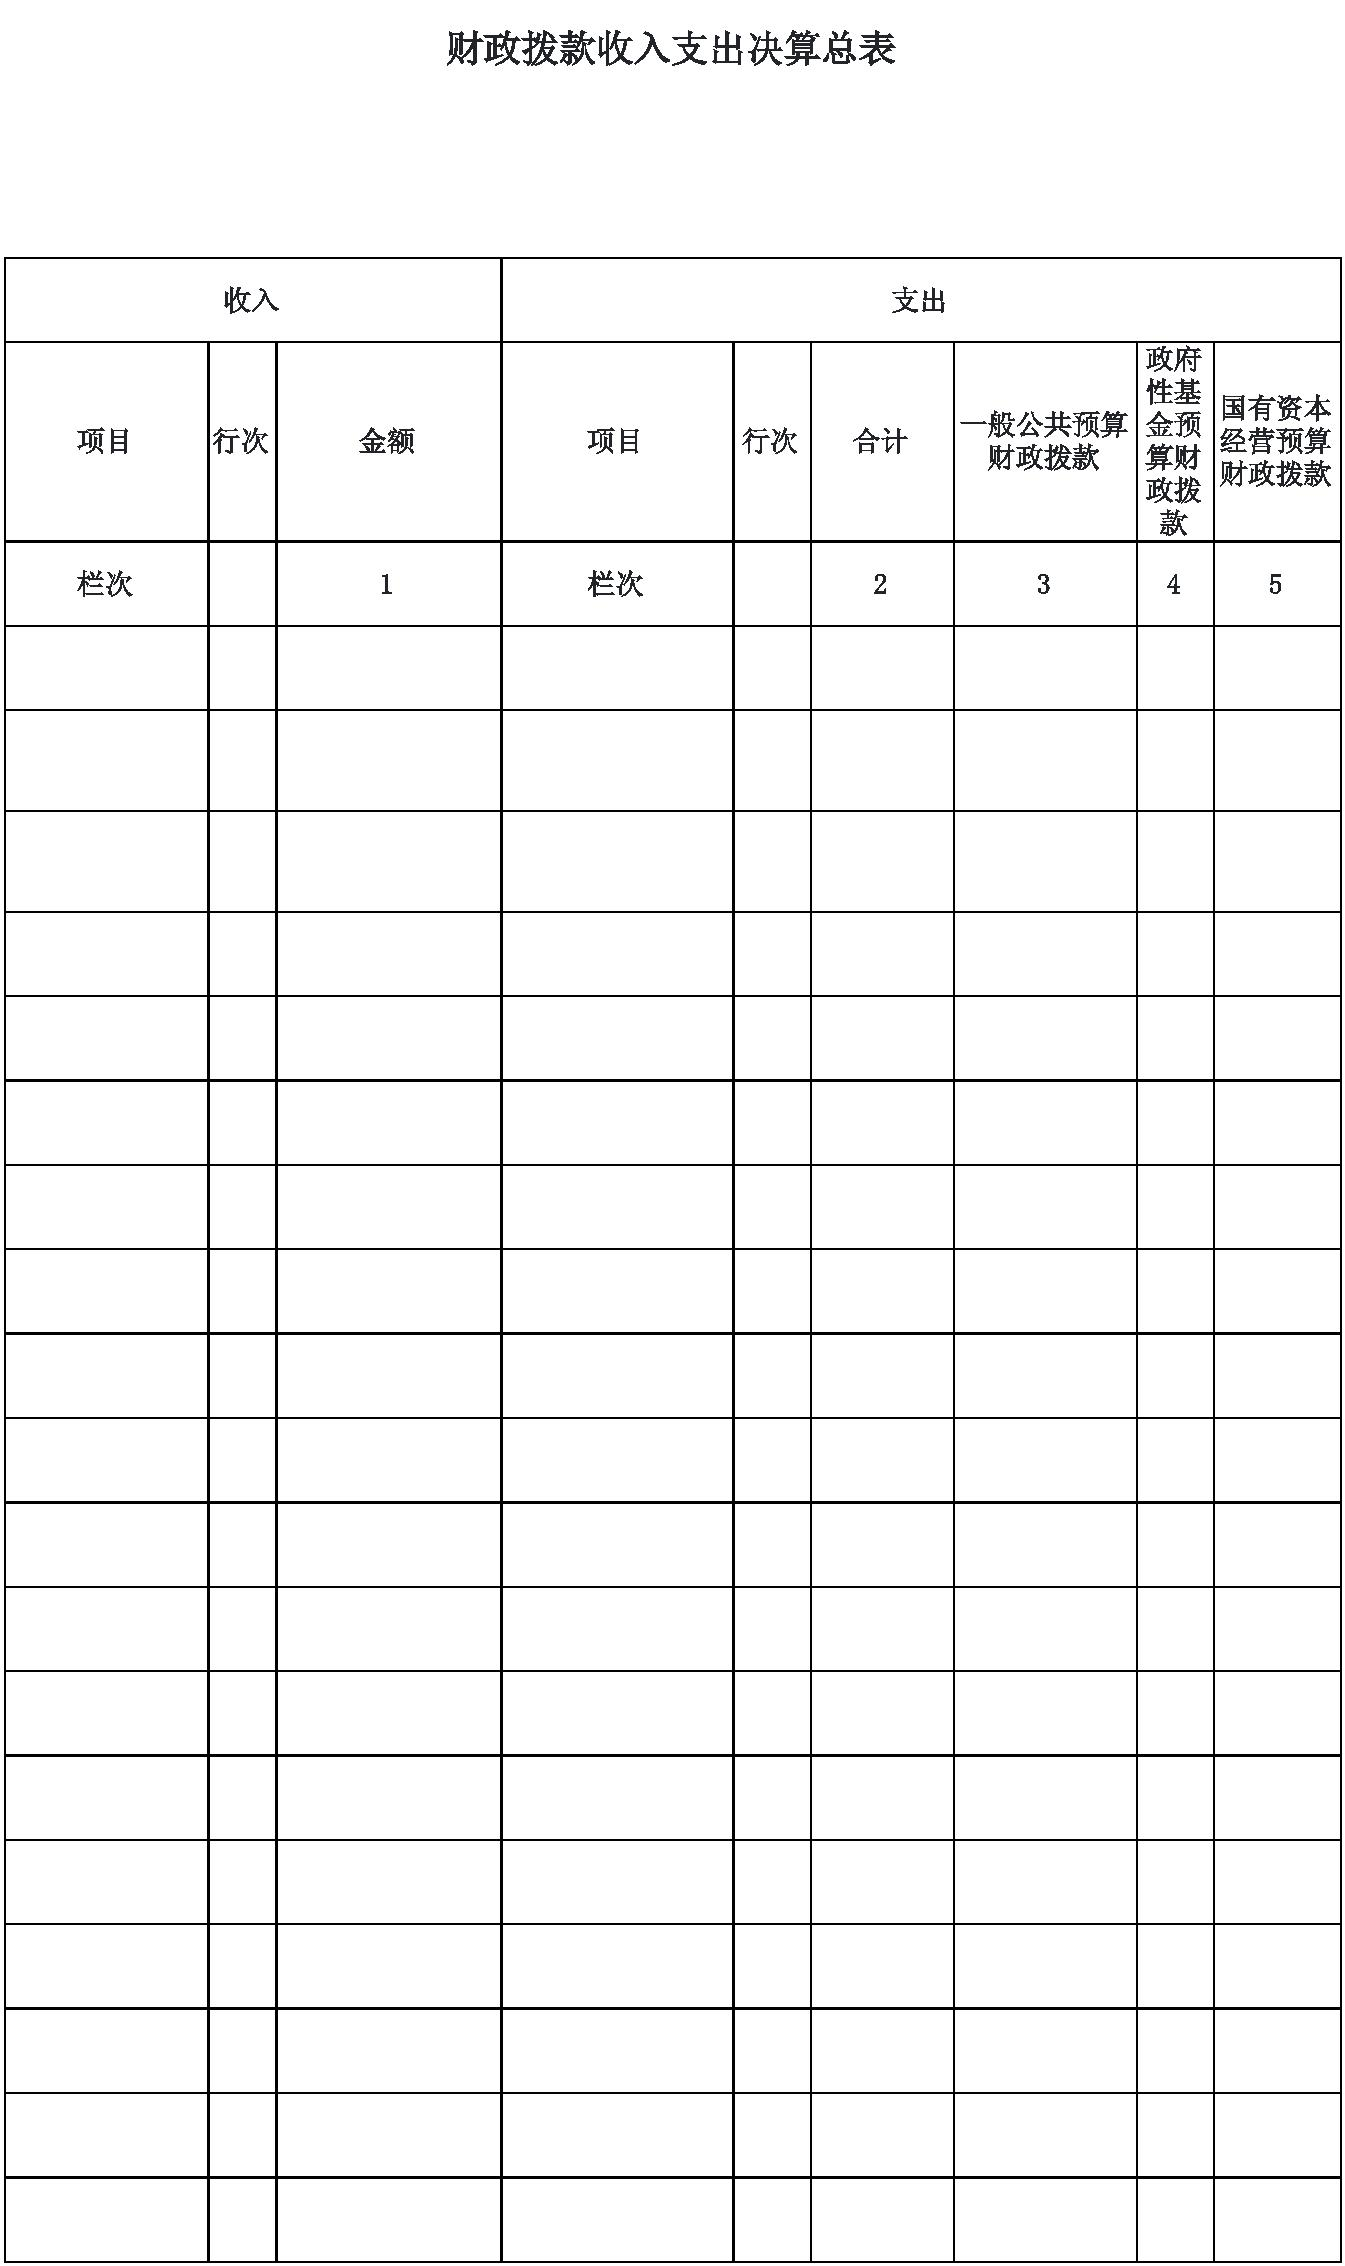 财政拨款收入支出决算总表
收入
支出
项目
行次
金额
项目
行次
合计
一般公共预算
财政拨款
政府
性基
金预
算财
政拨
款
国有资本
经营预算
财政拨款
栏次
1
栏次
2
3
4
5